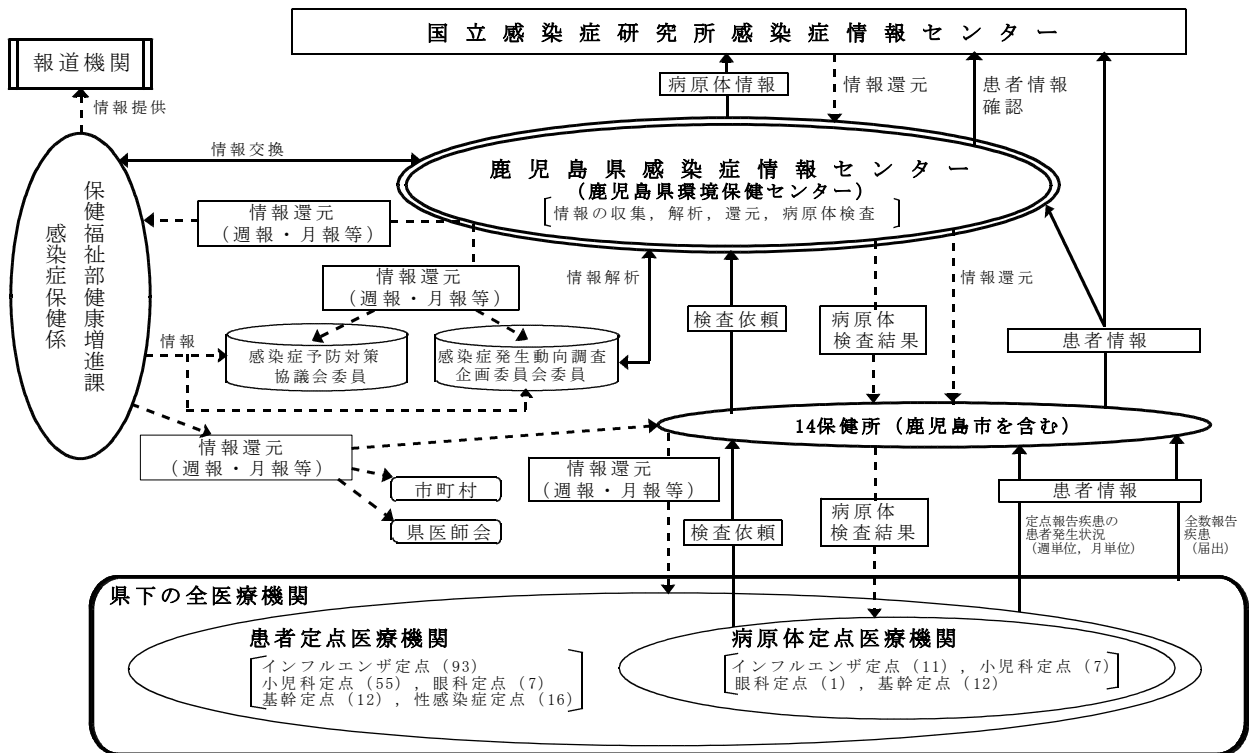 国立感染症研究所感染症情報センター
報道機関
病原体情報
情報還元
患者情報
確認
情報提供
情報交換
鹿児島県感染症情報センター
(鹿児島県環境保健センター)
情報の収集, 解析, 還元, 病原体検査
保健福祉部健康増進課
感染症保健係
情報還元
(週報・月報等)
情報還元
(週報・月報等)
情報解析
情報還元
検査依頼
病原体
検査結果
患者情報
情報
感染症予防対策
協議会委員
感染症発生動向調査
企画委員会委員
14保健所 (鹿児島市を含む)
情報還元
(週報・月報等)
市町村
県医師会
情報還元
(週報・月報等)
検査依頼
病原体
検査結果
患者情報
定点報告疾患の
患者発生状況
(週単位, 月単位)
全数報告
疾患
(届出)
県下の全医療機関
患者定点医療機関
インフルエンザ定点 (93)
小児科定点 (55) , 眼科定点 (7)
基幹定点 (12) , 性感染症定点 (16)
病原体定点医療機関
インフルエンザ定点 (11) , 小児科定点 (7)
眼科定点 (1) , 基幹定点 (12)